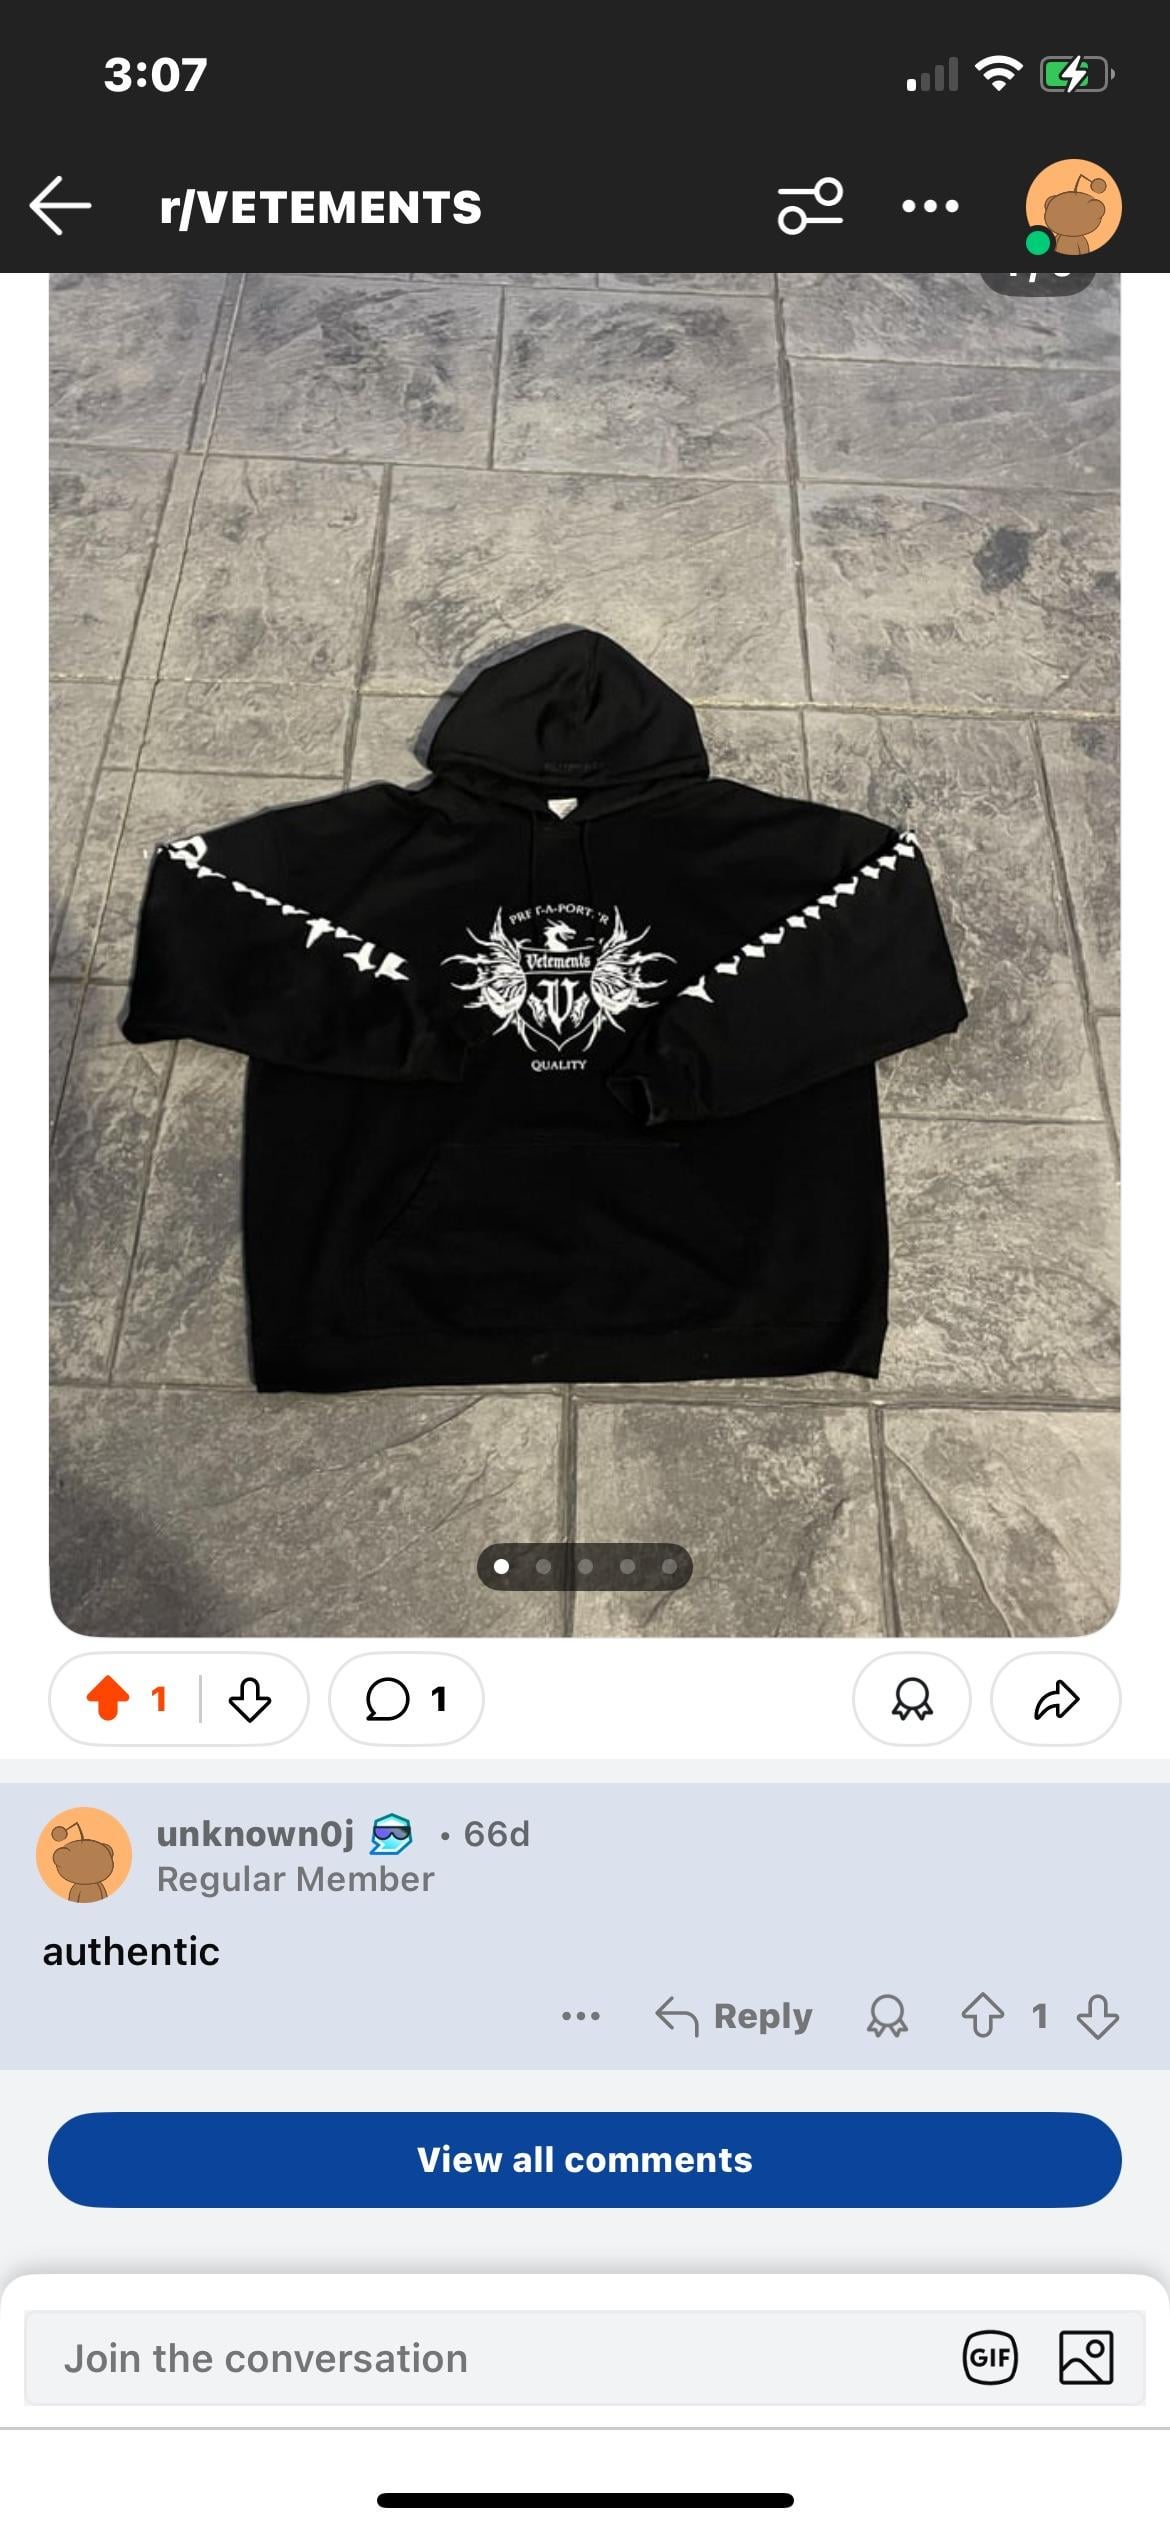 3:07
r/VETEMENTS
PRET-A-PORTER
Vetements
V
QUALITY
1
1
unknown0j • 66d
Regular Member
authentic
Reply
1
View all comments
Join the conversation
GIF